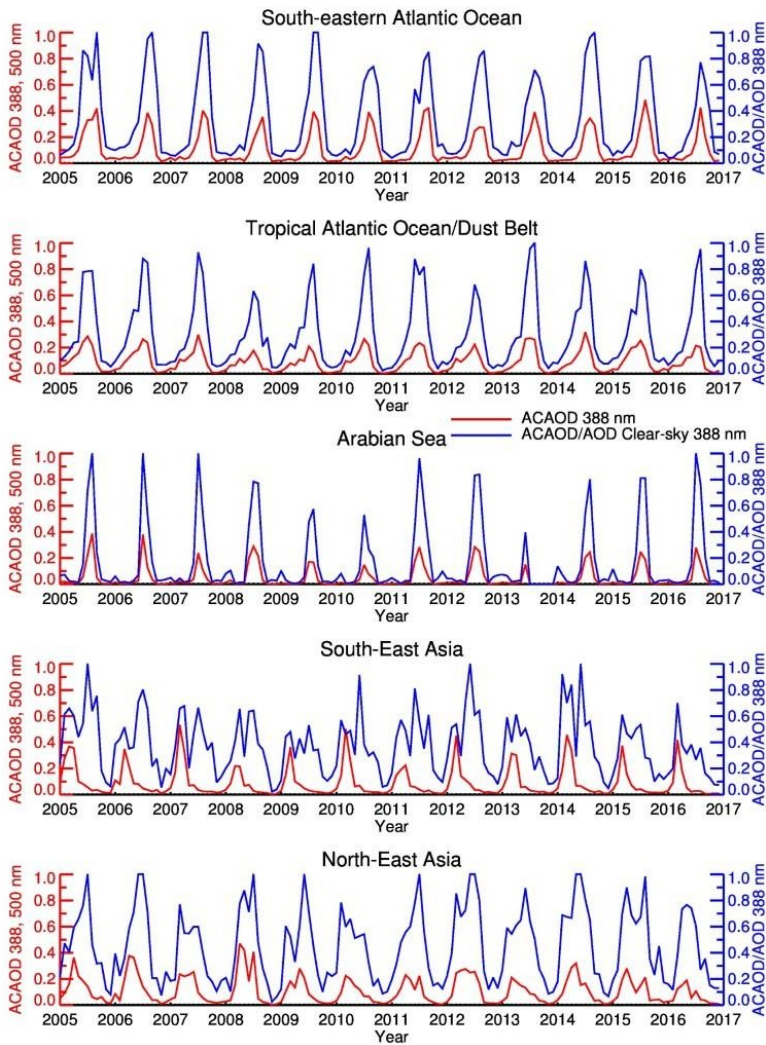 South-eastern Atlantic Ocean
ACAOD 388, 500 nm
1.0
0.8
0.6
0.4
0.2
0.0
1.0
0.8
0.6
0.4
0.2
0.0
ACAOD/AOD 388 nm
2005 2006 2007 2008 2009 2010 2011 2012 2013 2014 2015 2016 2017
Year
Tropical Atlantic Ocean/Dust Belt
ACAOD 388, 500 nm
1.0
0.8
0.6
0.4
0.2
0.0
1.0
0.8
0.6
0.4
0.2
0.0
ACAOD/AOD 388 nm
2005 2006 2007 2008 2009 2010 2011 2012 2013 2014 2015 2016 2017
Year
ACAOD 388 nm
ACAOD/AOD Clear-sky 388 nm
Arabian Sea
ACAOD 388, 500 nm
1.0
0.8
0.6
0.4
0.2
0.0
1.0
0.8
0.6
0.4
0.2
0.0
ACAOD/AOD 388 nm
2005 2006 2007 2008 2009 2010 2011 2012 2013 2014 2015 2016 2017
Year
South-East Asia
ACAOD 388, 500 nm
1.0
0.8
0.6
0.4
0.2
0.0
1.0
0.8
0.6
0.4
0.2
0.0
ACAOD/AOD 388 nm
2005 2006 2007 2008 2009 2010 2011 2012 2013 2014 2015 2016 2017
Year
North-East Asia
ACAOD 388, 500 nm
1.0
0.8
0.6
0.4
0.2
0.0
1.0
0.8
0.6
0.4
0.2
0.0
ACAOD/AOD 388 nm
2005 2006 2007 2008 2009 2010 2011 2012 2013 2014 2015 2016 2017
Year